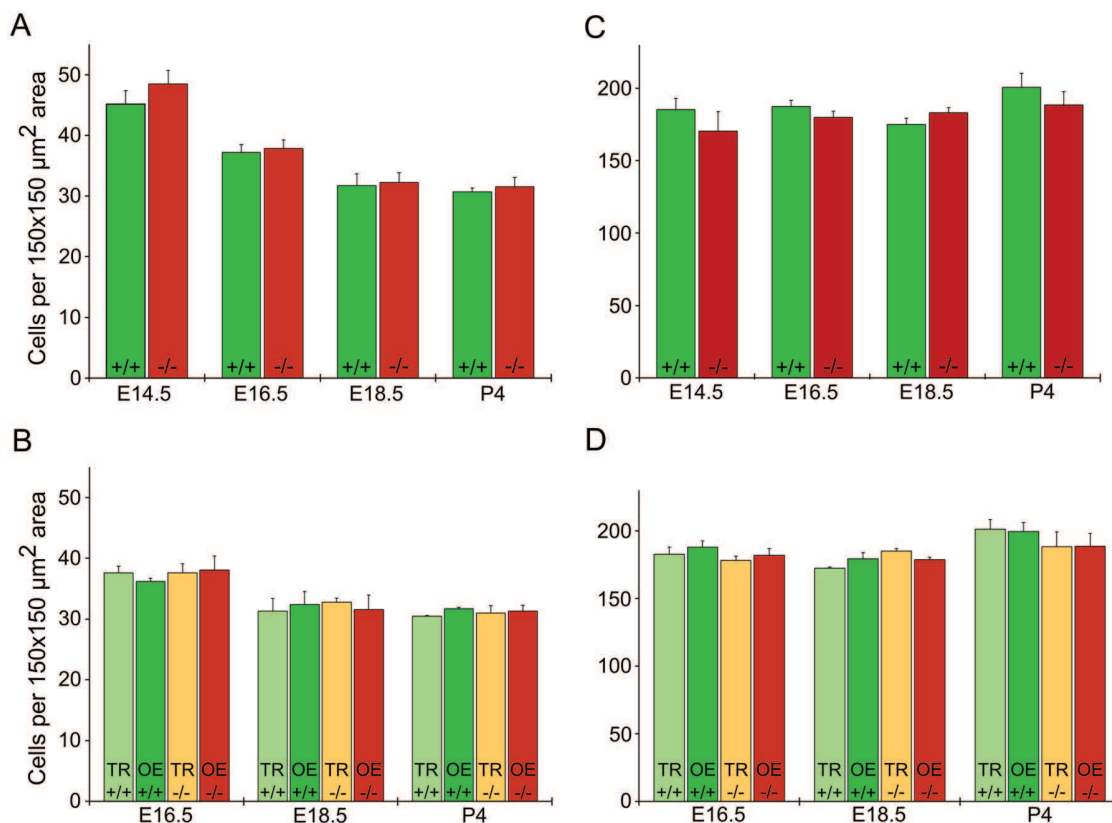 A
Cells per 150x150 µm² area
50
40
30
20
10
0
+/+ -/- +/+ -/- +/+ -/- +/+ -/-
E14.5 E16.5 E18.5 P4
C
200
150
100
50
0
+/+ -/- +/+ -/- +/+ -/- +/+ -/-
E14.5 E16.5 E18.5 P4
B
Cells per 150x150 µm² area
50
40
30
20
10
0
TR OE TR OE TR OE TR OE TR OE TR OE
+/+ +/+ -/- -/- +/+ +/+ -/- -/- +/+ +/+ -/- -/-
E16.5 E18.5 P4
D
200
150
100
50
0
TR OE TR OE TR OE TR OE TR OE TR OE
+/+ +/+ -/- -/- +/+ +/+ -/- -/- +/+ +/+ -/- -/-
E16.5 E18.5 P4